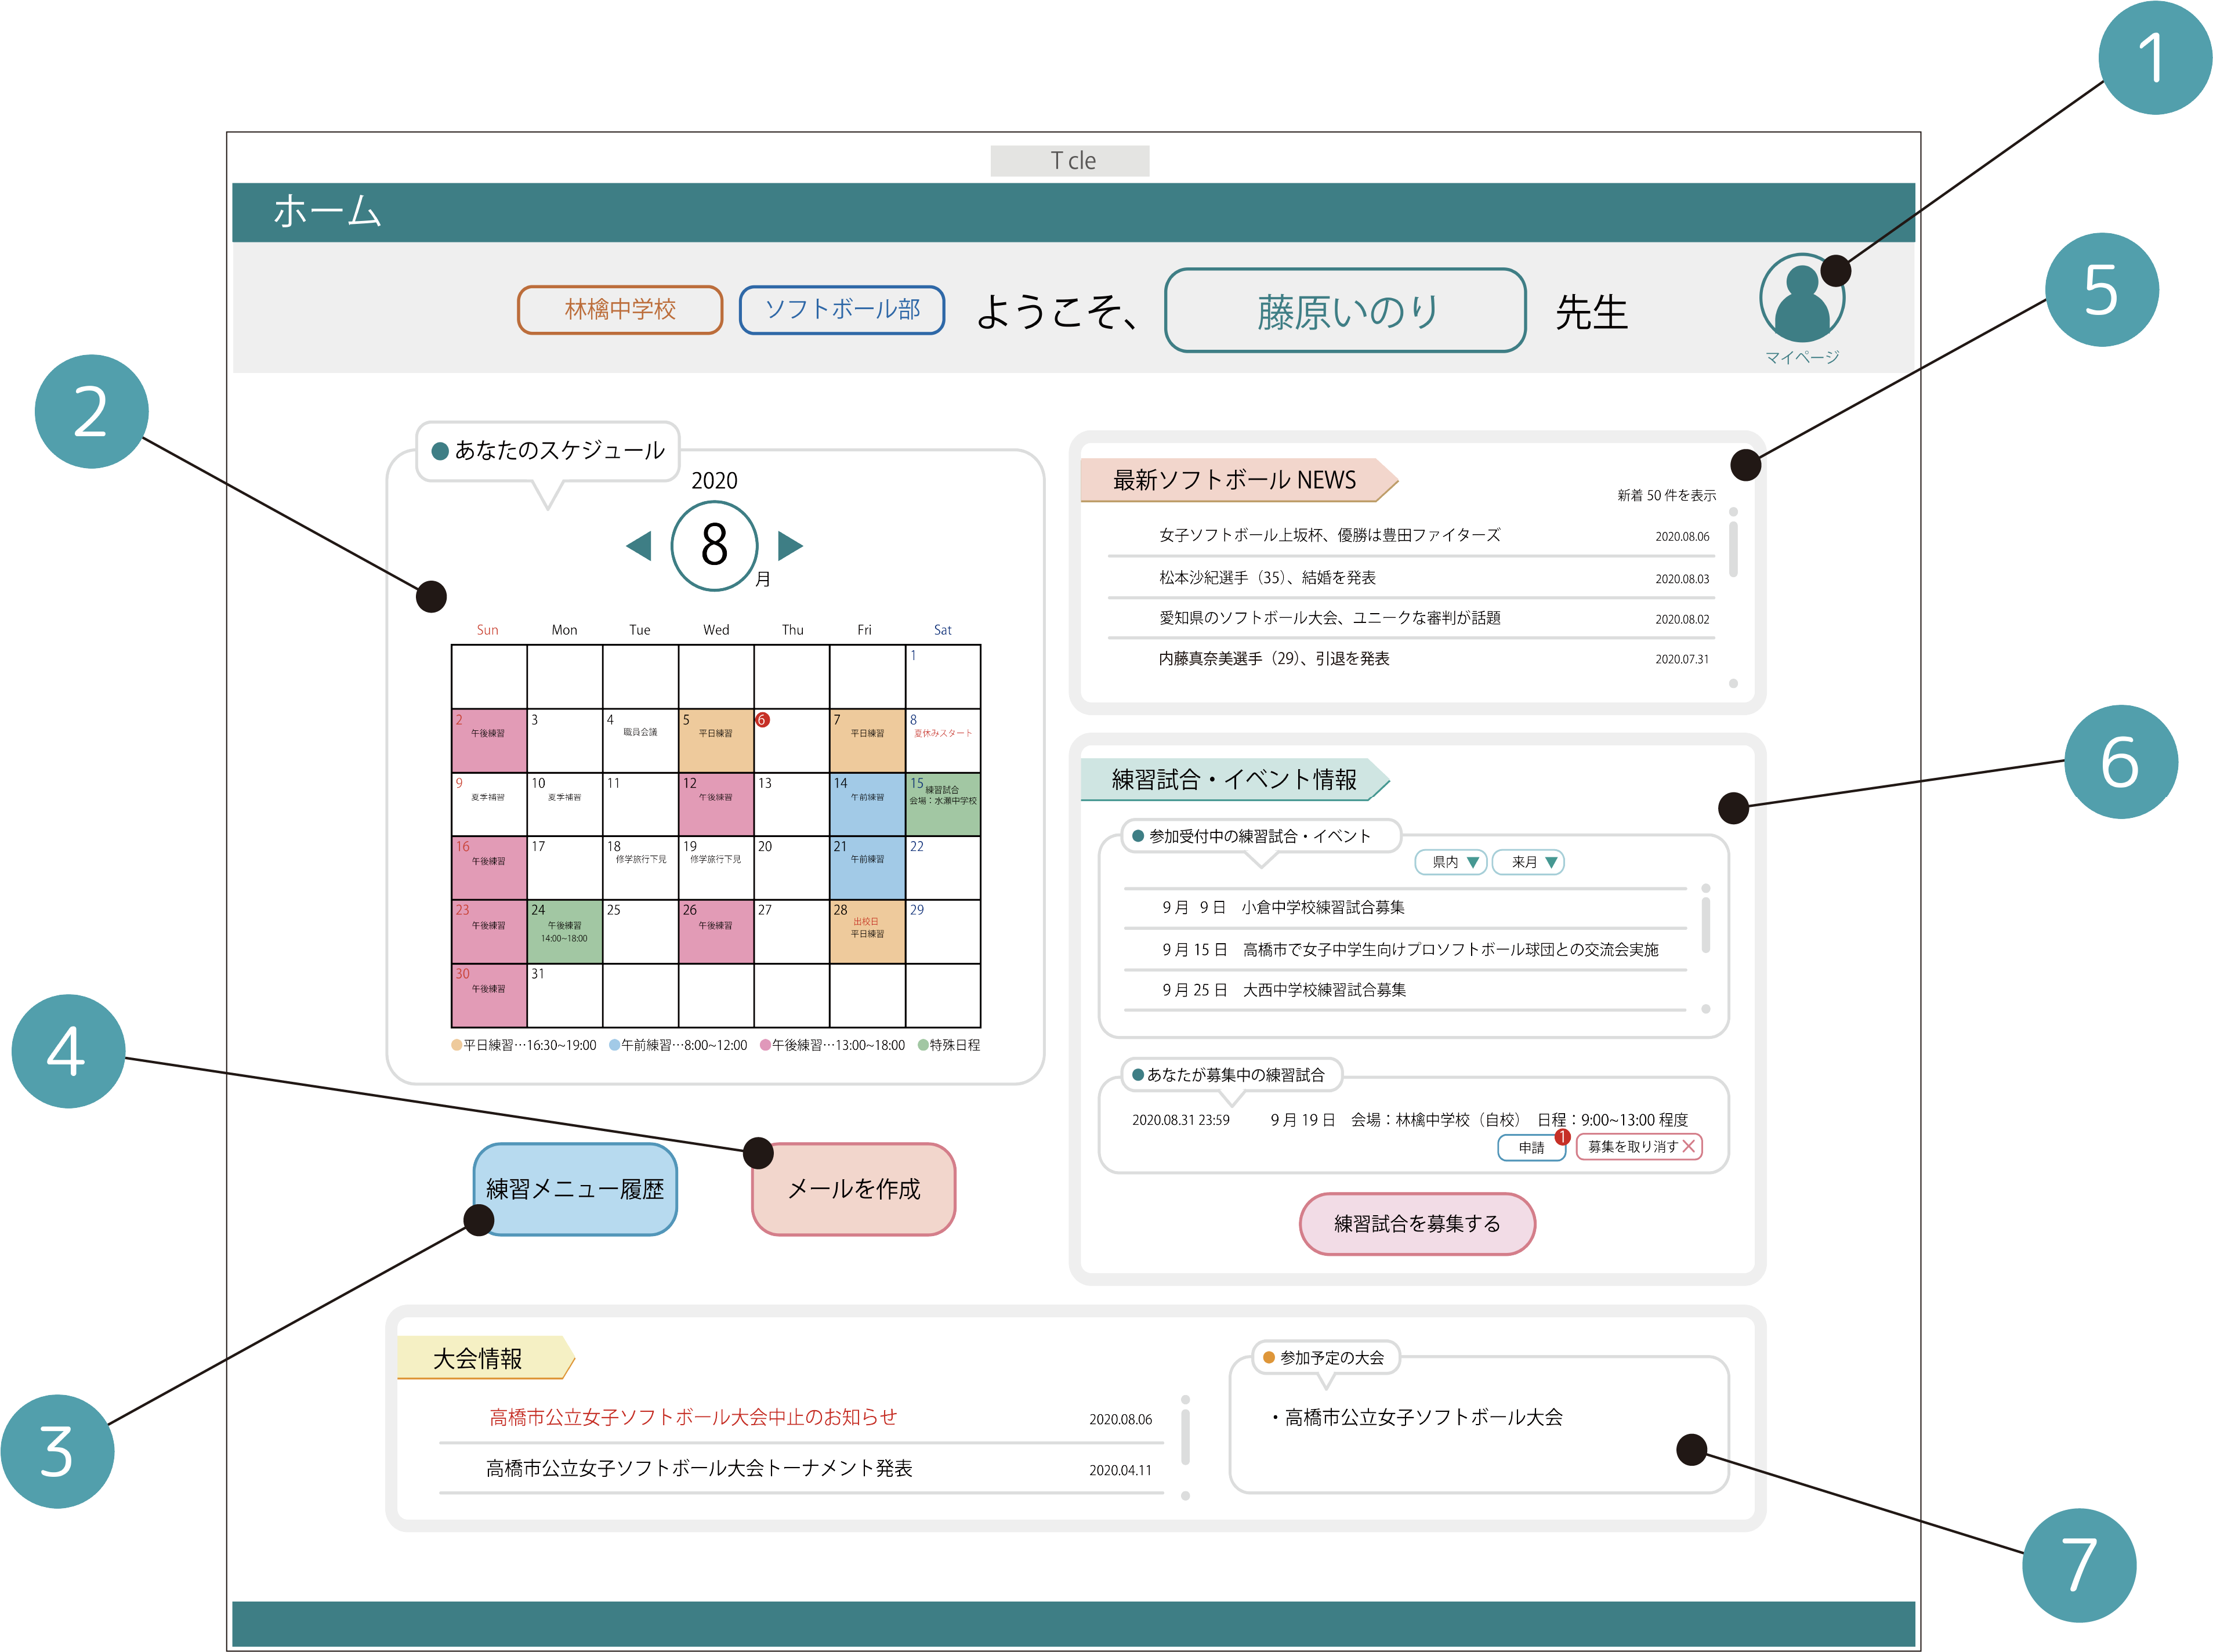 1
T cle
ホーム
5
林檎中学校 ソフトボール部 ようこそ、 藤原いのり 先生
マイページ
2
●あなたのスケジュール
2020
◀ 8 ▶
月
Sun Mon Tue Wed Thu Fri Sat
1
2 3 4 5 6 7 8
午後練習 職員会議 平日練習 平日練習 夏休みスタート
9 10 11 12 13 14 15
夏季補習 夏季補習 午後練習 午前練習 練習試合
会場：水瀬中学校
16 17 18 19 20 21 22
午後練習 修学旅行下見 修学旅行下見 午前練習
23 24 25 26 27 28 29
午後練習 午後練習 午後練習 出校日
14:00~18:00 平日練習
30 31
午後練習
●平日練習…16:30~19:00 ●午前練習…8:00~12:00 ●午後練習…13:00~18:00 ●特殊日程
4
練習メニュー履歴 メールを作成
3
最新ソフトボール NEWS
新着 50 件を表示
女子ソフトボール上坂杯、優勝は豊田ファイターズ 2020.08.06
松本沙紀選手（35）、結婚を発表 2020.08.03
愛知県のソフトボール大会、ユニークな審判が話題 2020.08.02
内藤真奈美選手（29）、引退を発表 2020.07.31
6
練習試合・イベント情報
●参加受付中の練習試合・イベント
県内 ▼ 来月 ▼
9 月 9 日 小倉中学校練習試合募集
9 月 15 日 高橋市で女子中学生向けプロソフトボール球団との交流会実施
9 月 25 日 大西中学校練習試合募集
●あなたが募集中の練習試合
2020.08.31 23:59 9 月 19 日 会場：林檎中学校（自校） 日程：9:00~13:00 程度
申請 1 募集を取り消す ×
練習試合を募集する
大会情報
高橋市公立女子ソフトボール大会中止のお知らせ 2020.08.06
高橋市公立女子ソフトボール大会トーナメント発表 2020.04.11
●参加予定の大会
・高橋市公立女子ソフトボール大会
7